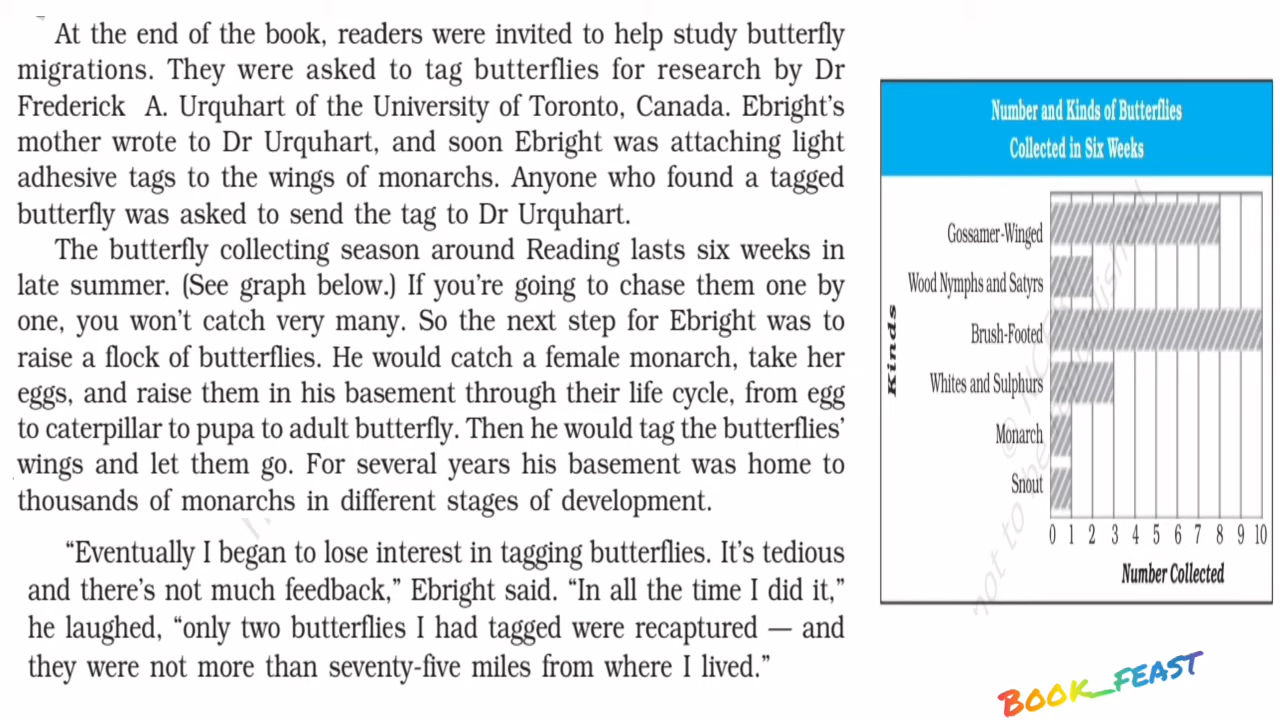 At the end of the book, readers were invited to help study butterfly
migrations. They were asked to tag butterflies for research by Dr
Frederick A. Urquhart of the University of Toronto, Canada. Ebright's
mother wrote to Dr Urquhart, and soon Ebright was attaching light
adhesive tags to the wings of monarchs. Anyone who found a tagged
butterfly was asked to send the tag to Dr Urquhart.
The butterfly collecting season around Reading lasts six weeks in
late summer. (See graph below.) If you're going to chase them one by
one, you won't catch very many. So the next step for Ebright was to
raise a flock of butterflies. He would catch a female monarch, take her
eggs, and raise them in his basement through their life cycle, from egg
to caterpillar to pupa to adult butterfly. Then he would tag the butterflies'
wings and let them go. For several years his basement was home to
thousands of monarchs in different stages of development.
“Eventually I began to lose interest in tagging butterflies. It's tedious
and there's not much feedback,” Ebright said. “In all the time I did it,”
he laughed, “only two butterflies I had tagged were recaptured — and
they were not more than seventy-five miles from where I lived.”
Number and Kinds of Butterflies
Collected in Six Weeks
Kinds
Gossamer-Winged
Wood Nymphs and Satyrs
Brush-Footed
Whites and Sulphurs
Monarch
Snout
0 1 2 3 4 5 6 7 8 9 10
Number Collected
not to be
BOOK_FEAST